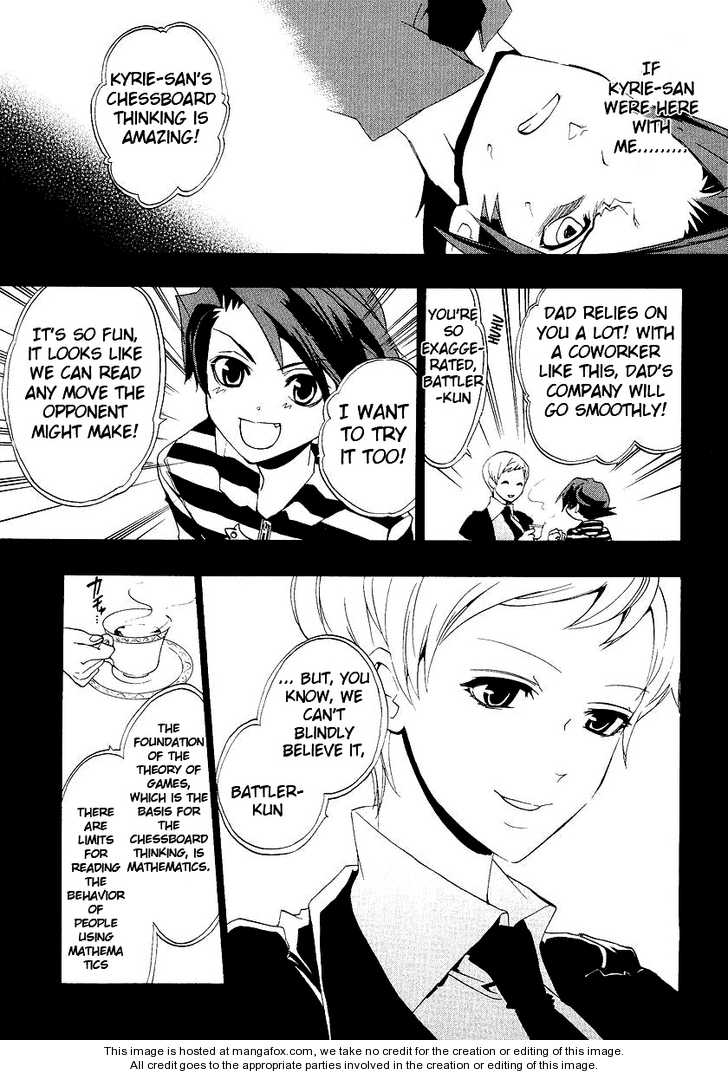 IF
KYRIE-SAN
WERE HERE
WITH
ME.........
KYRIE-SAN'S
CHESSBOARD
THINKING IS
AMAZING!
DAD RELIES ON
YOU A LOT! WITH
A COWORKER
LIKE THIS, DAD'S
COMPANY WILL
GO SMOOTHLY!
HUHU
YOU'RE
SO
EXAGGE-
RATED,
BATTLER
-KUN
I WANT
TO TRY
IT TOO!
IT'S SO FUN,
IT LOOKS LIKE
WE CAN READ
ANY MOVE THE
OPPONENT
MIGHT MAKE!
... BUT, YOU
KNOW, WE
CAN'T
BLINDLY
BELIEVE IT,
BATTLER-
KUN
カチャ...
THE
FOUNDATION
OF THE
THEORY OF
GAMES,
WHICH IS THE
BASIS FOR
THE
CHESSBOARD
THINKING, IS
MATHEMATICS.
THERE
ARE
LIMITS
FOR
READING
THE
BEHAVIOR
OF
PEOPLE
USING
MATHEMA
TICS
This image is hosted at mangafox.com, we take no credit for the creation or editing of this image.
All credit goes to the appropriate parties involved in the creation or editing of this image.